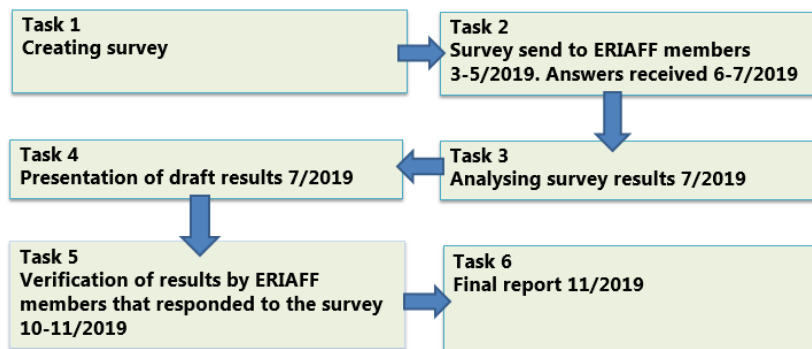 Task 1
Creating survey
Task 2
Survey send to ERIAFF members
3-5/2019. Answers received 6-7/2019
Task 3
Analysing survey results 7/2019
Task 4
Presentation of draft results 7/2019
Task 5
Verification of results by ERIAFF
members that responded to the survey
10-11/2019
Task 6
Final report 11/2019